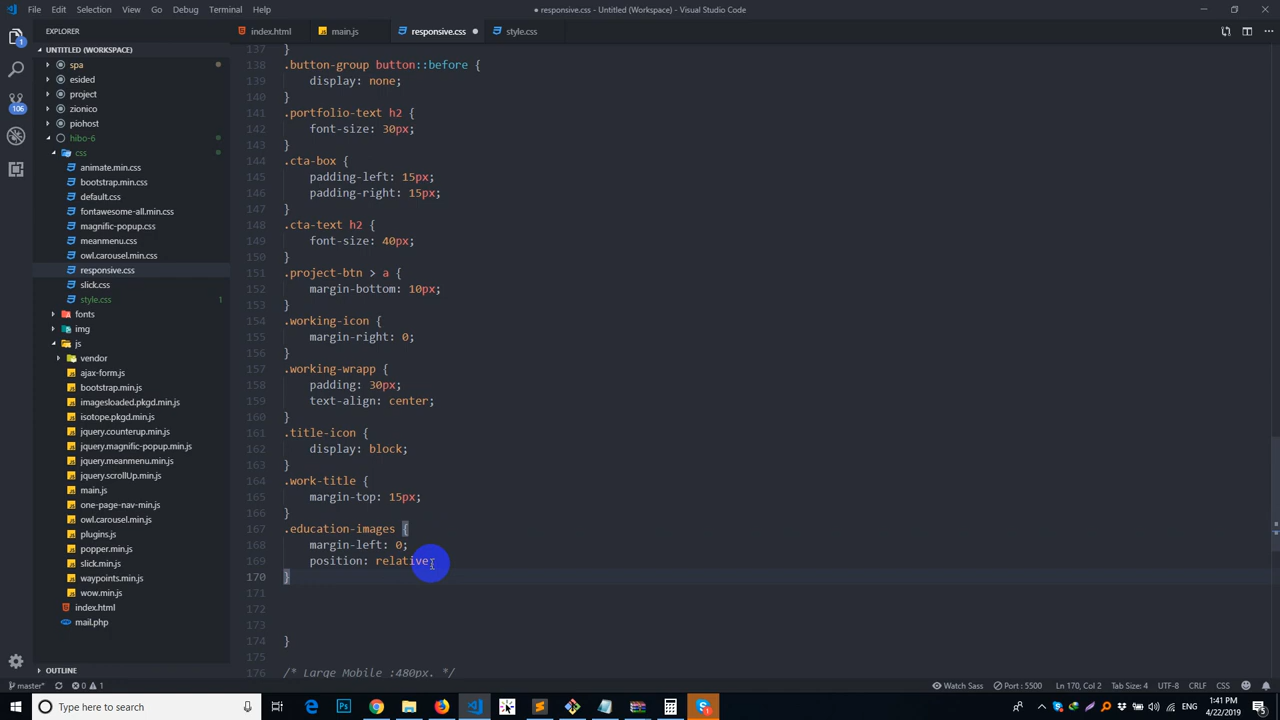 File Edit Selection View Go Debug Terminal Help
● responsive.css - Untitled (Workspace) - Visual Studio Code
EXPLORER
index.html
main.js
responsive.css
style.css
UNTITLED (WORKSPACE)
spa
esided
project
zionico
piohost
hibo-6
css
animate.min.css
bootstrap.min.css
default.css
fontawesome-all.min.css
magnific-popup.css
meanmenu.css
owl.carousel.min.css
responsive.css
slick.css
style.css 1
fonts
img
js
vendor
ajax-form.js
bootstrap.min.js
imagesloaded.pkgd.min.js
isotope.pkgd.min.js
jquery.counterup.min.js
jquery.magnific-popup.min.js
jquery.meanmenu.min.js
jquery.scrollUp.min.js
main.js
one-page-nav-min.js
owl.carousel.min.js
plugins.js
popper.min.js
slick.min.js
waypoints.min.js
wow.min.js
index.html
mail.php
OUTLINE
1
106
137 }
138 .button-group button::before {
139 display: none;
140 }
141 .portfolio-text h2 {
142 font-size: 30px;
143 }
144 .cta-box {
145 padding-left: 15px;
146 padding-right: 15px;
147 }
148 .cta-text h2 {
149 font-size: 40px;
150 }
151 .project-btn > a {
152 margin-bottom: 10px;
153 }
154 .working-icon {
155 margin-right: 0;
156 }
157 .working-wrapp {
158 padding: 30px;
159 text-align: center;
160 }
161 .title-icon {
162 display: block;
163 }
164 .work-title {
165 margin-top: 15px;
166 }
167 .education-images {
168 margin-left: 0;
169 position: relative;
170 }
171
172
173
174 }
175
176 /* Large Mobile :480px. */
master* 0 1
Watch Sass Port : 5500 Ln 170, Col 2 Tab Size: 4 UTF-8 CRLF CSS
Type here to search
ENG
1:41 PM
4/22/2019